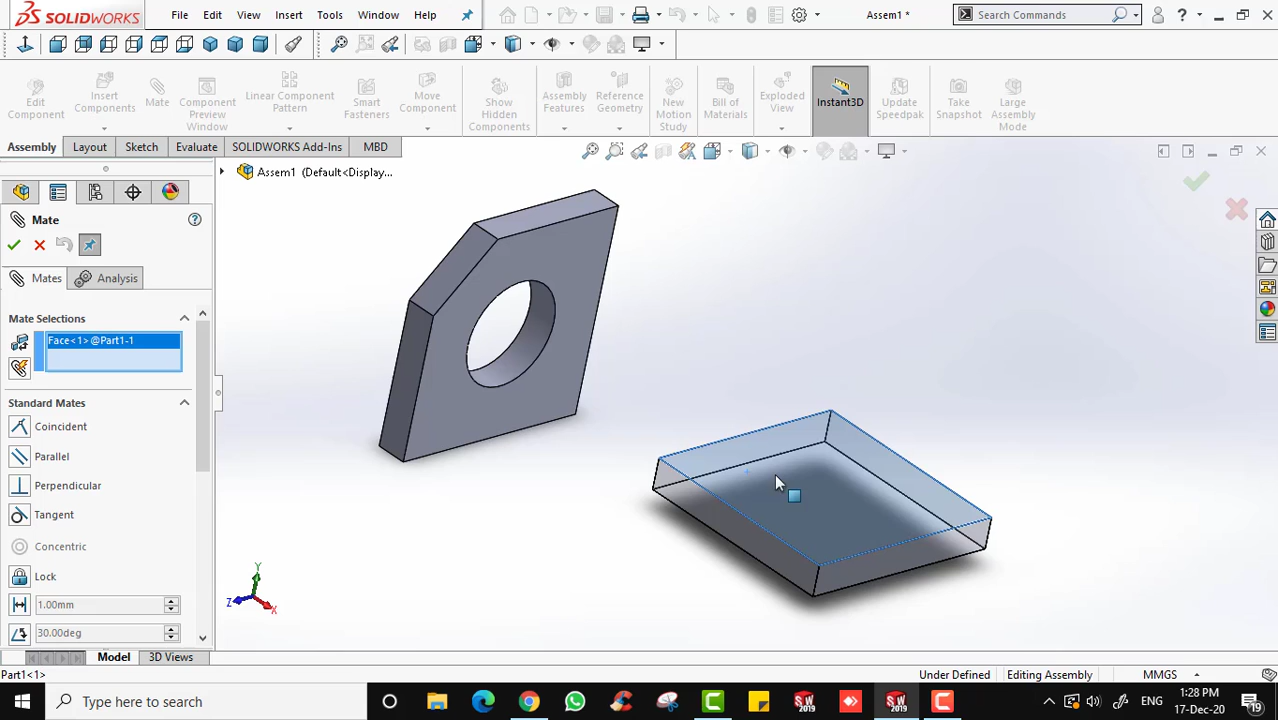 SOLIDWORKS File Edit View Insert Tools Window Help Assem1 * Search Commands ?
Edit Component
Insert Components
Mate
Component Preview Window
Linear Component Pattern
Smart Fasteners
Move Component
Show Hidden Components
Assembly Features
Reference Geometry
New Motion Study
Bill of Materials
Exploded View
Instant3D
Update Speedpak
Take Snapshot
Large Assembly Mode
Assembly Layout Sketch Evaluate SOLIDWORKS Add-Ins MBD
Assem1 (Default<Display...
Mate ?
Mates Analysis
Mate Selections
Face<1>@Part1-1
Standard Mates
Coincident
Parallel
Perpendicular
Tangent
Concentric
Lock
1.00mm
30.00deg
Y
Z
X
Model 3D Views
Part1<1> Under Defined Editing Assembly MMGS
Type here to search
SW 2019
SW 2019
ENG
1:28 PM
17-Dec-20
19